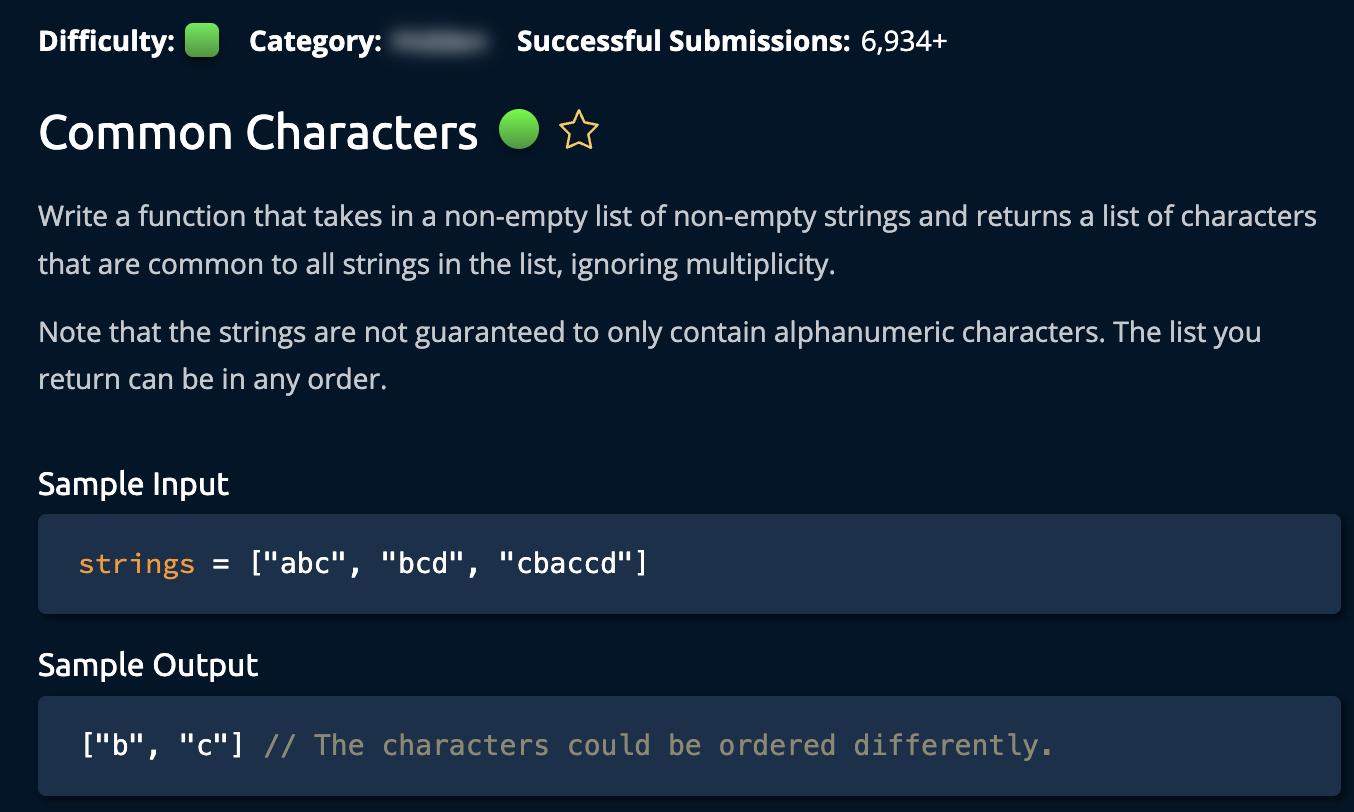 Difficulty: Category: Successful Submissions: 6,934+
Common Characters
Write a function that takes in a non-empty list of non-empty strings and returns a list of characters
that are common to all strings in the list, ignoring multiplicity.
Note that the strings are not guaranteed to only contain alphanumeric characters. The list you
return can be in any order.
Sample Input
strings = ["abc", "bcd", "cbaccd"]
Sample Output
["b", "c"] // The characters could be ordered differently.